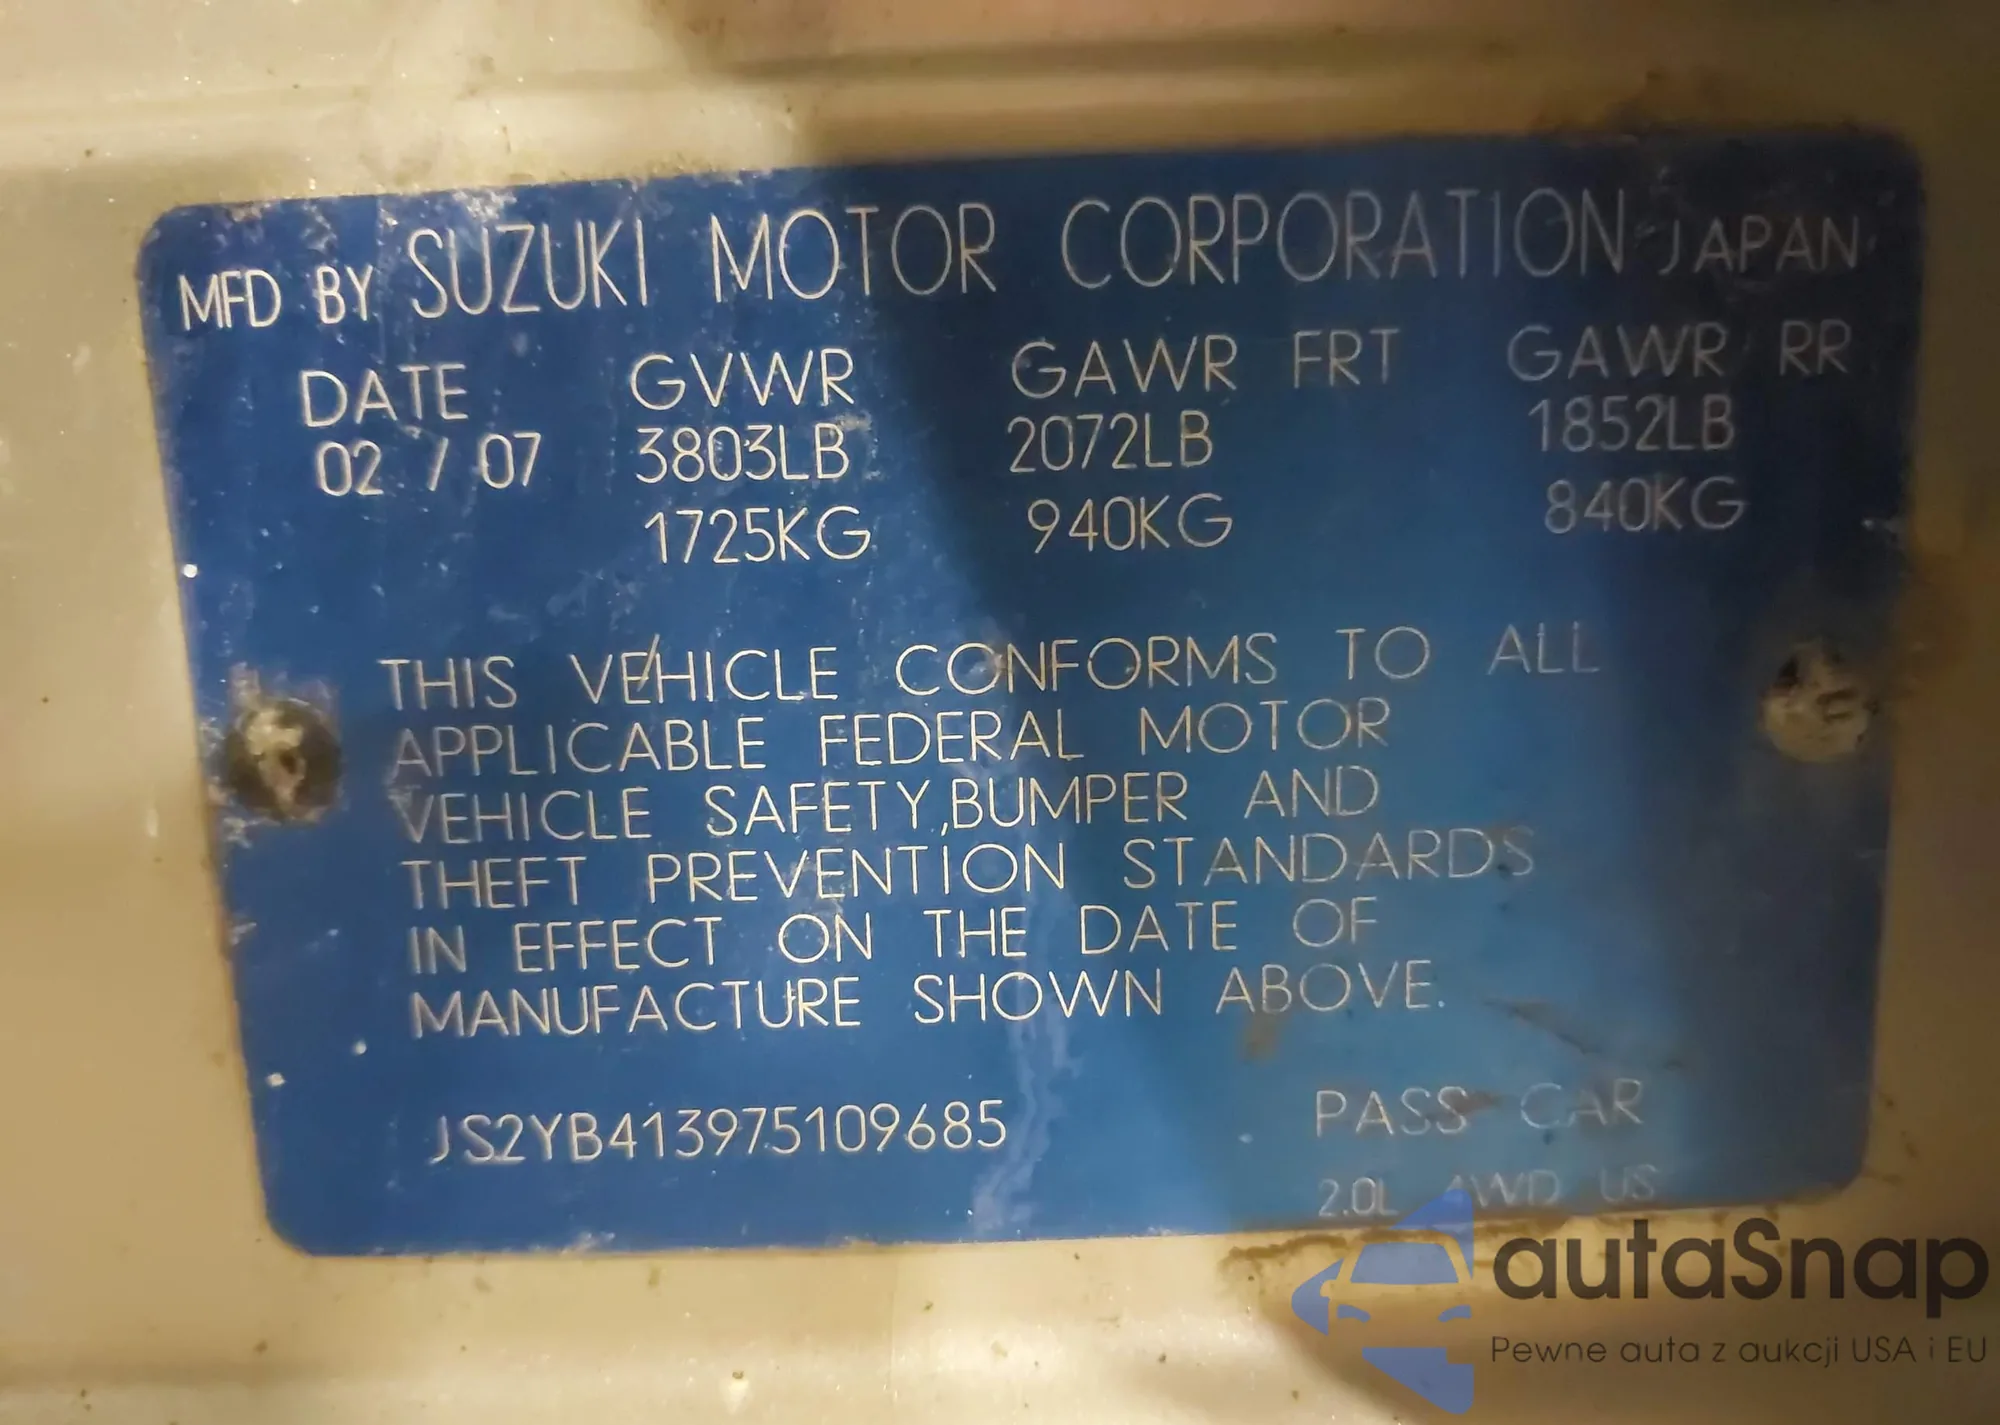 MFD BY SUZUKI MOTOR CORPORATION JAPAN
DATE GVWR GAWR FRT GAWR RR
02 / 07 3803LB 2072LB 1852LB
1725KG 940KG 840KG
THIS VEHICLE CONFORMS TO ALL
APPLICABLE FEDERAL MOTOR
VEHICLE SAFETY,BUMPER AND
THEFT PREVENTION STANDARDS
IN EFFECT ON THE DATE OF
MANUFACTURE SHOWN ABOVE.
JS2YB413975109685 PASS CAR
2.0L 4WD US
autaSnap
Pewne auta z aukcji USA i EU